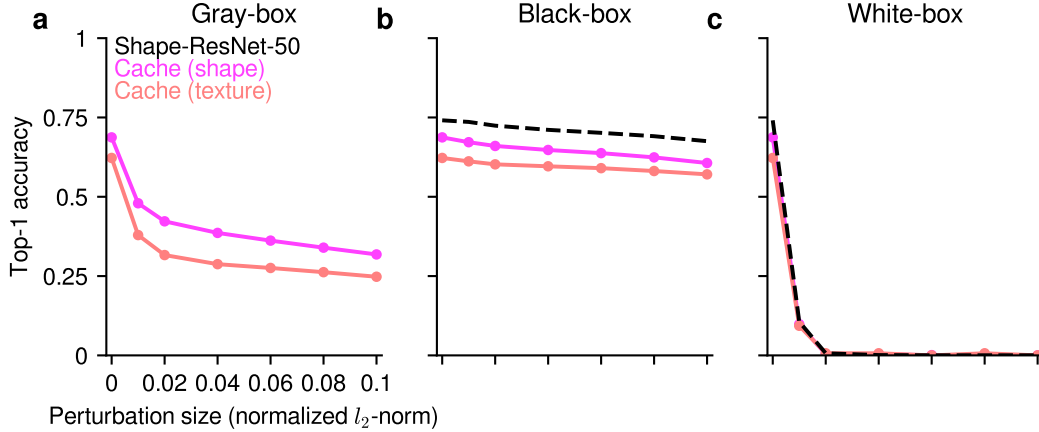 a
Gray-box
b
Black-box
c
White-box
Shape-ResNet-50
Cache (shape)
Cache (texture)
Top-1 accuracy
1
0.75
0.5
0.25
0
0 0.02 0.04 0.06 0.08 0.1
Perturbation size (normalized l₂-norm)